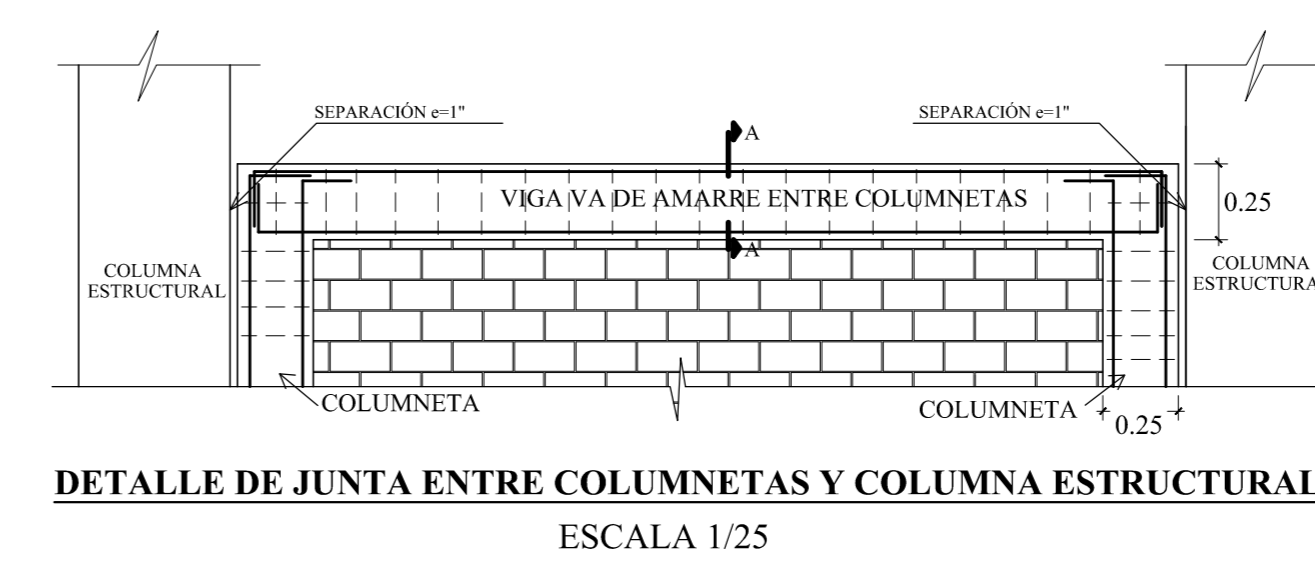 SEPARACIÓN e=1"
SEPARACIÓN e=1"
A
VIGA VA DE AMARRE ENTRE COLUMNETAS
0.25
A
COLUMNA
ESTRUCTURAL
COLUMNA
ESTRUCTURA
COLUMNETA
COLUMNETA
0.25
DETALLE DE JUNTA ENTRE COLUMNETAS Y COLUMNA ESTRUCTURAL
ESCALA 1/25